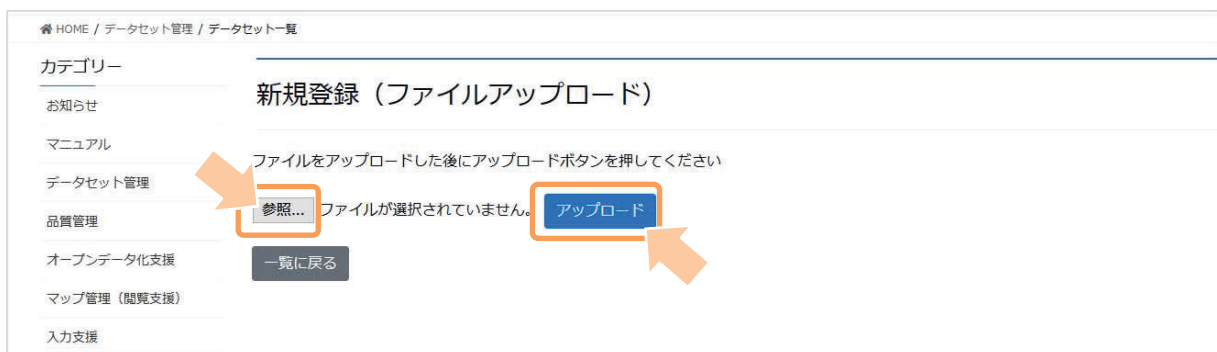 HOME / データセット管理 / データセット一覧
カテゴリー
お知らせ
マニュアル
データセット管理
品質管理
オープンデータ化支援
マップ管理（閲覧支援）
入力支援
新規登録（ファイルアップロード）
ファイルをアップロードした後にアップロードボタンを押してください
参照... ファイルが選択されていません。 アップロード
一覧に戻る